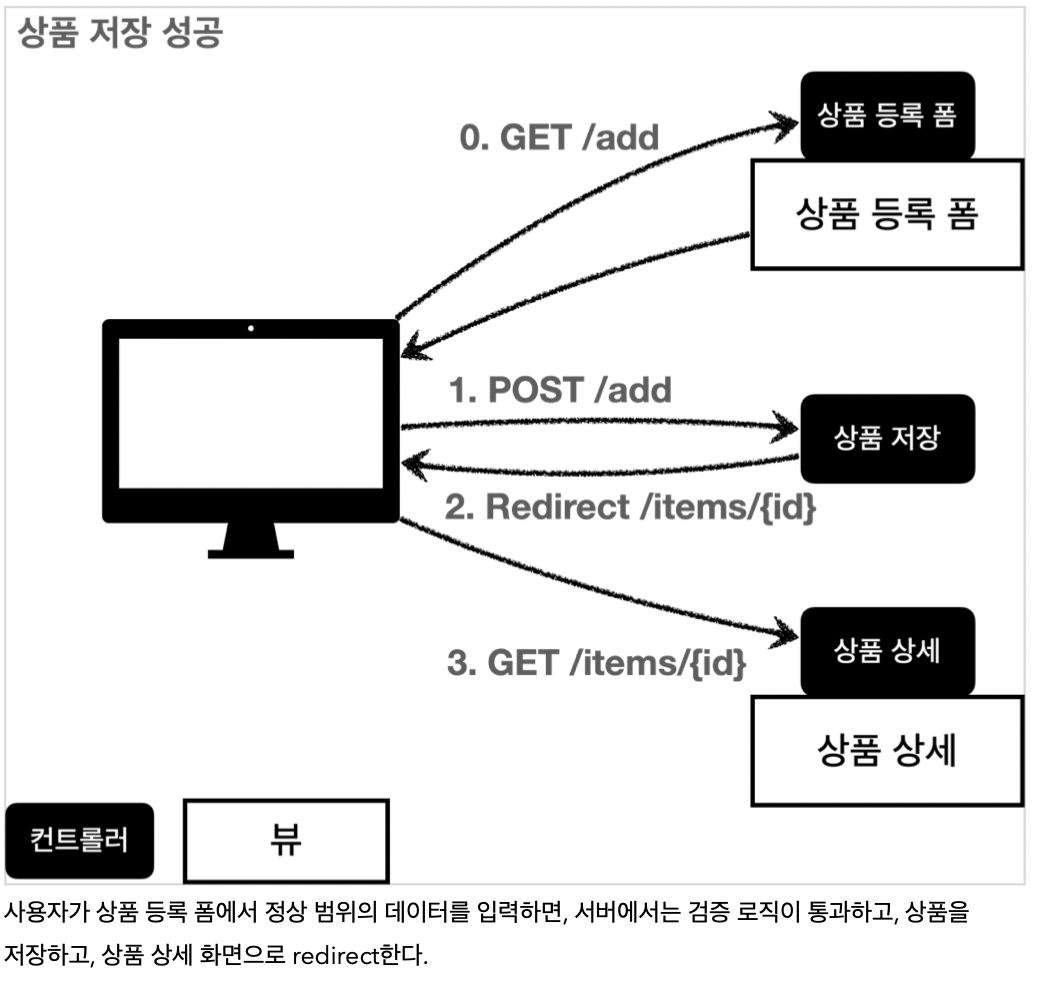 상품 저장 성공
0. GET /add
상품 등록 폼
상품 등록 폼
1. POST /add
상품 저장
2. Redirect /items/{id}
3. GET /items/{id}
상품 상세
상품 상세
컨트롤러
뷰
사용자가 상품 등록 폼에서 정상 범위의 데이터를 입력하면, 서버에서는 검증 로직이 통과하고, 상품을
저장하고, 상품 상세 화면으로 redirect한다.